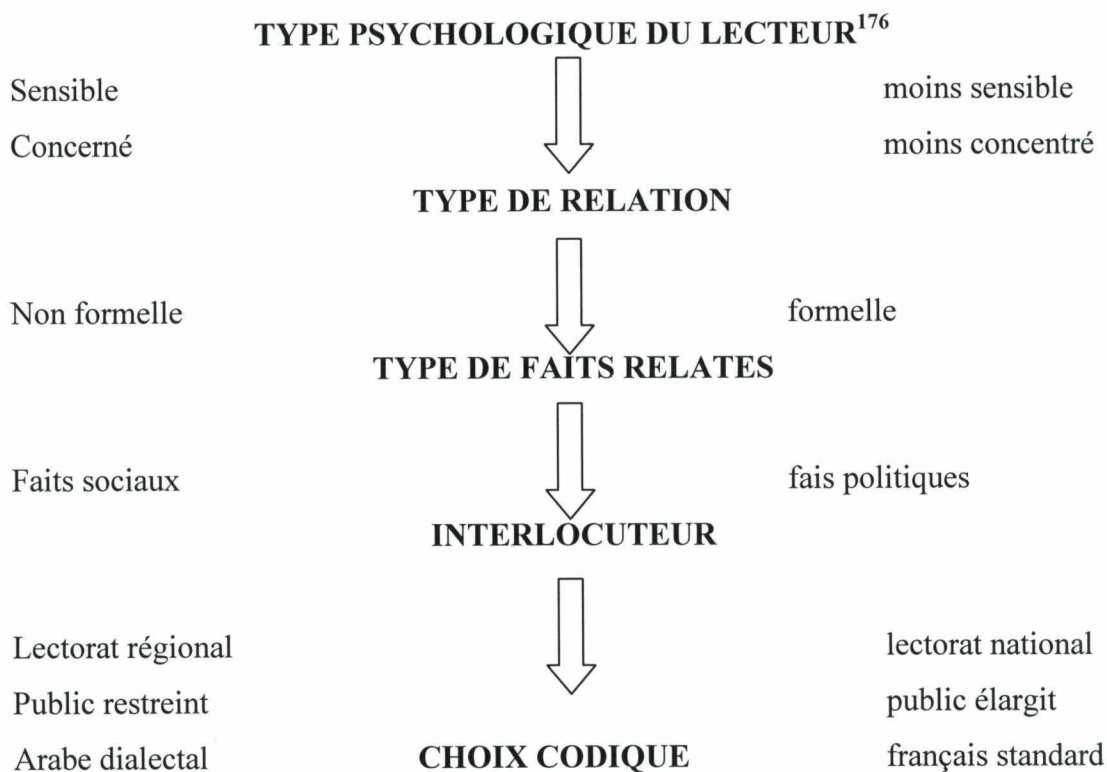 TYPE PSYCHOLOGIQUE DU LECTEUR176
Sensible moins sensible
Concerné moins concentré
TYPE DE RELATION
Non formelle formelle
TYPE DE FAITS RELATES
Faits sociaux fais politiques
INTERLOCUTEUR
Lectorat régional lectorat national
Public restreint public élargit
Arabe dialectal CHOIX CODIQUE français standard